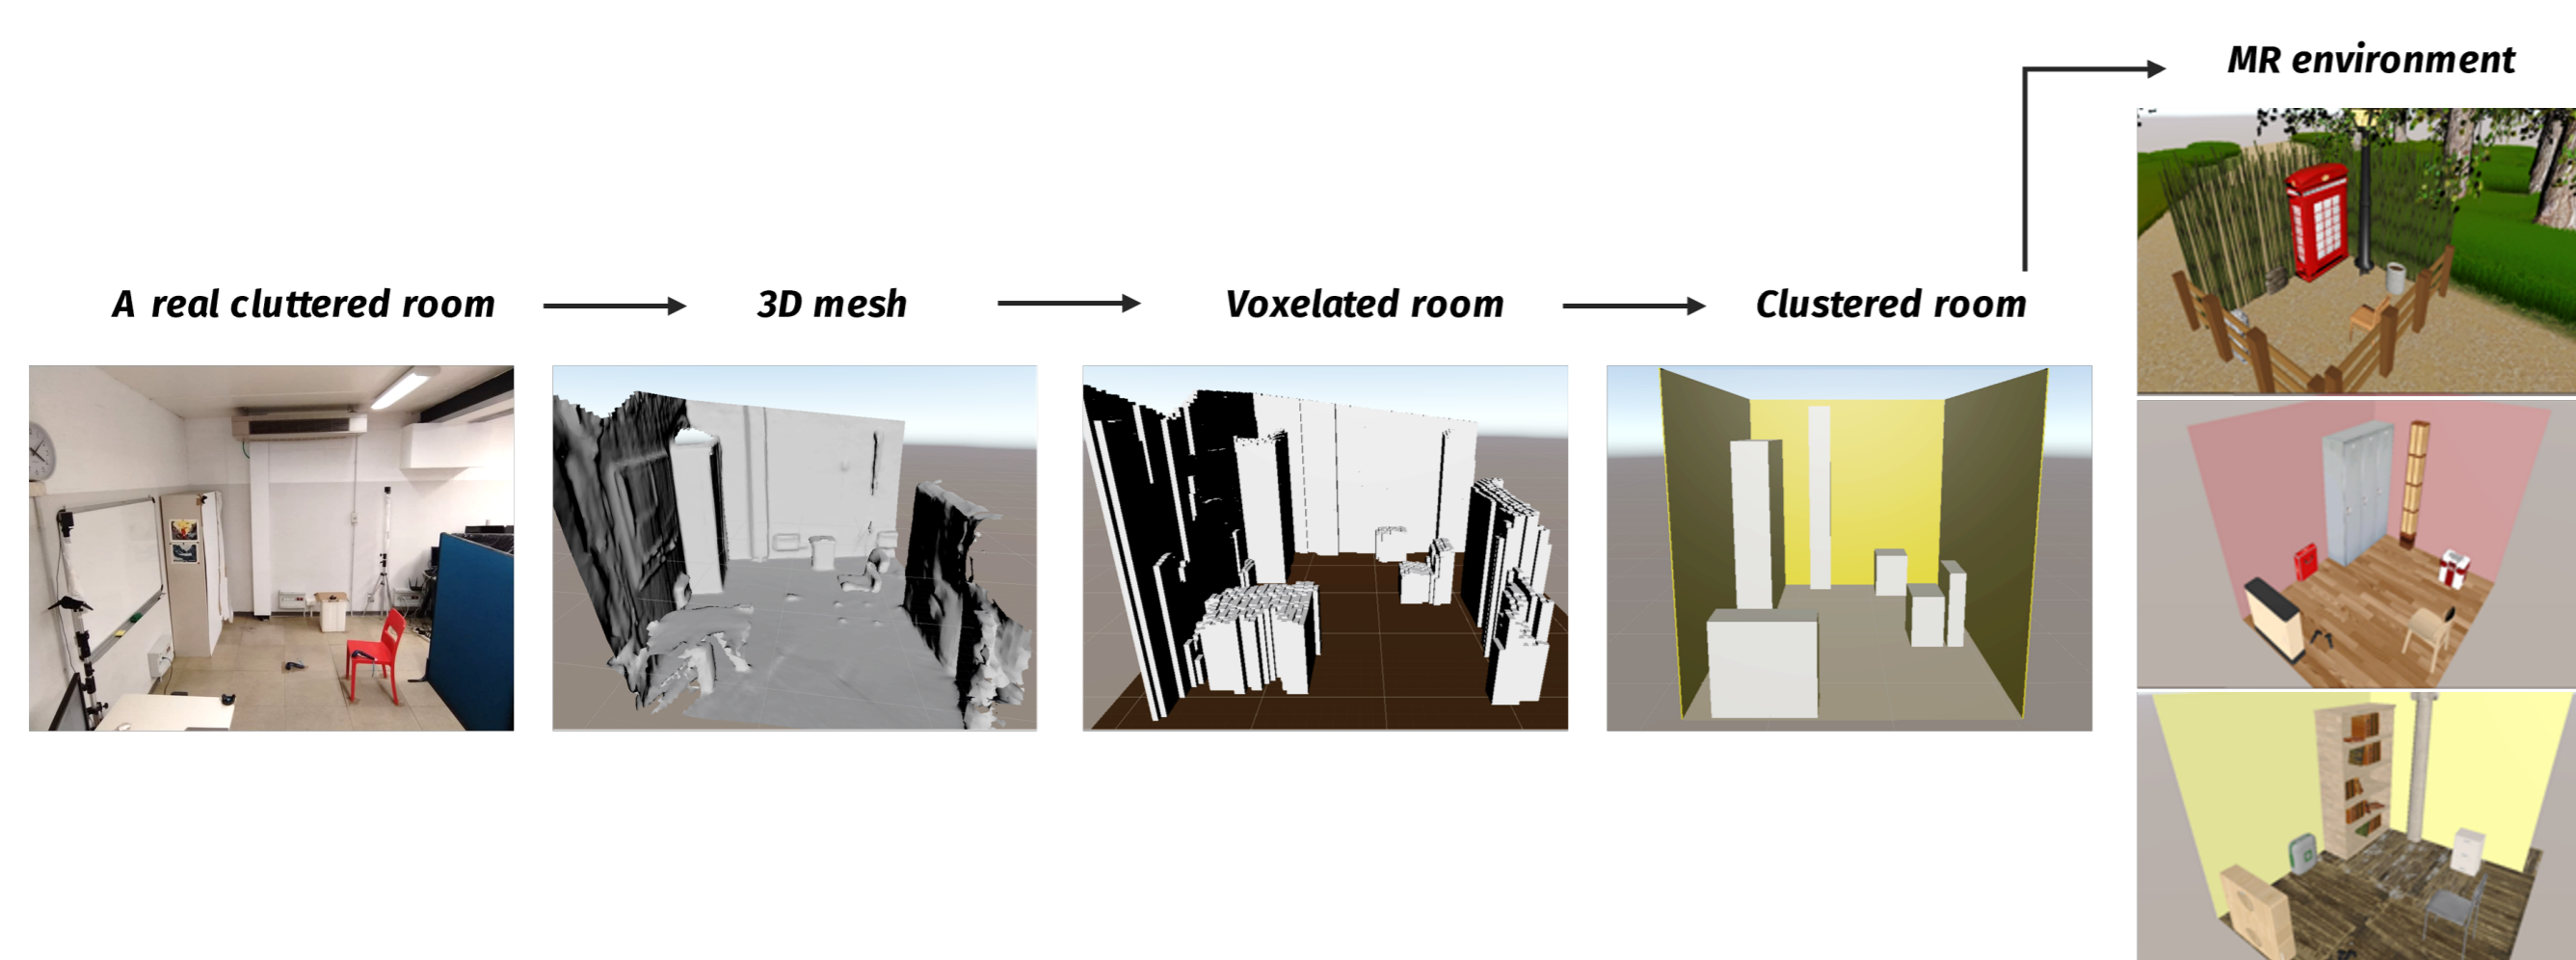 MR environment
A real cluttered room
3D mesh
Voxelated room
Clustered room